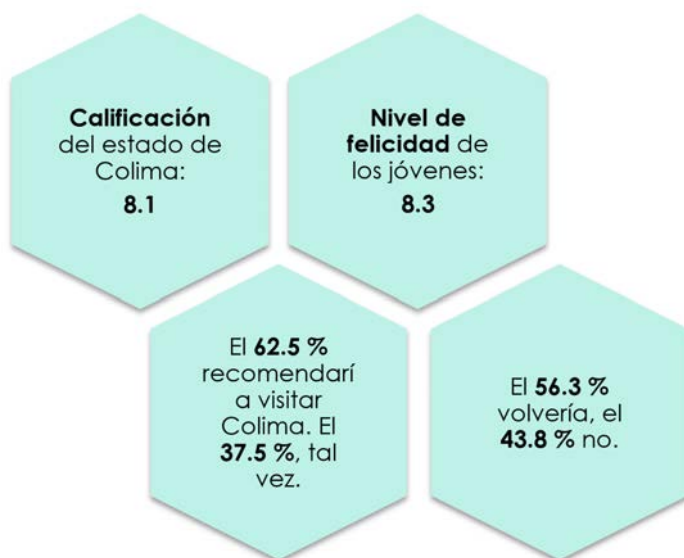 Calificación
del estado de
Colima:
8.1
Nivel de
felicidad de
los jóvenes:
8.3
El 62.5 %
recomendarí
a visitar
Colima. El
37.5 %, tal
vez.
El 56.3 %
volvería, el
43.8 % no.